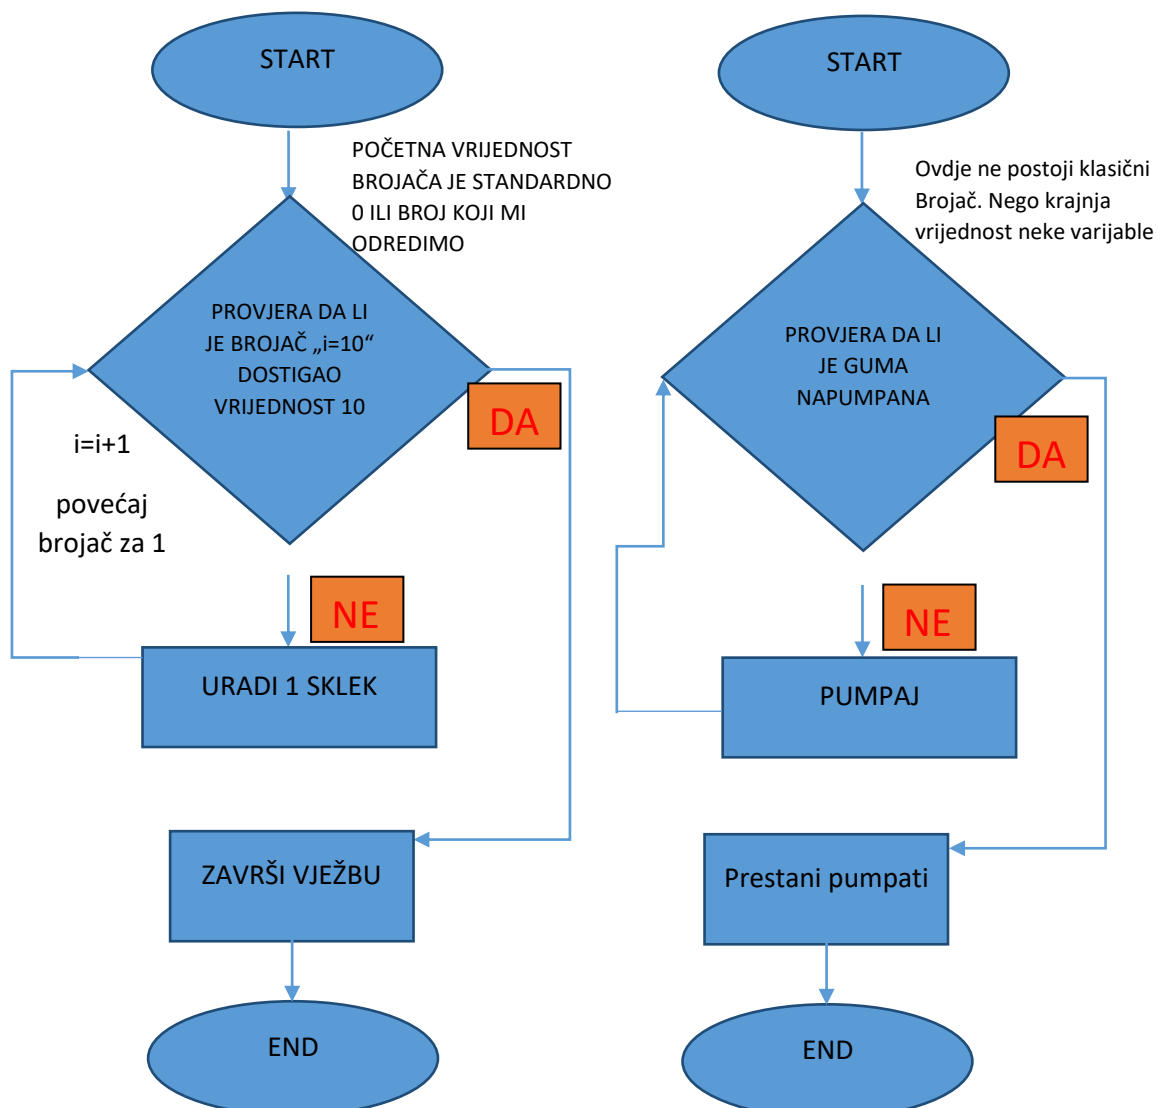 START
POČETNA VRIJEDNOST
BROJAČA JE STANDARDNO
0 ILI BROJ KOJI MI
ODREDIMO
PROVJERA DA LI
JE BROJAČ „i=10“
DOSTIGAO
VRIJEDNOST 10
DA
i=i+1
povećaj
brojač za 1
NE
URADI 1 SKLEK
ZAVRŠI VJEŽBU
END
START
Ovdje ne postoji klasični
Brojač. Nego krajnja
vrijednost neke varijable
PROVJERA DA LI
JE GUMA
NAPUMPANA
DA
NE
PUMPAJ
Prestani pumpati
END